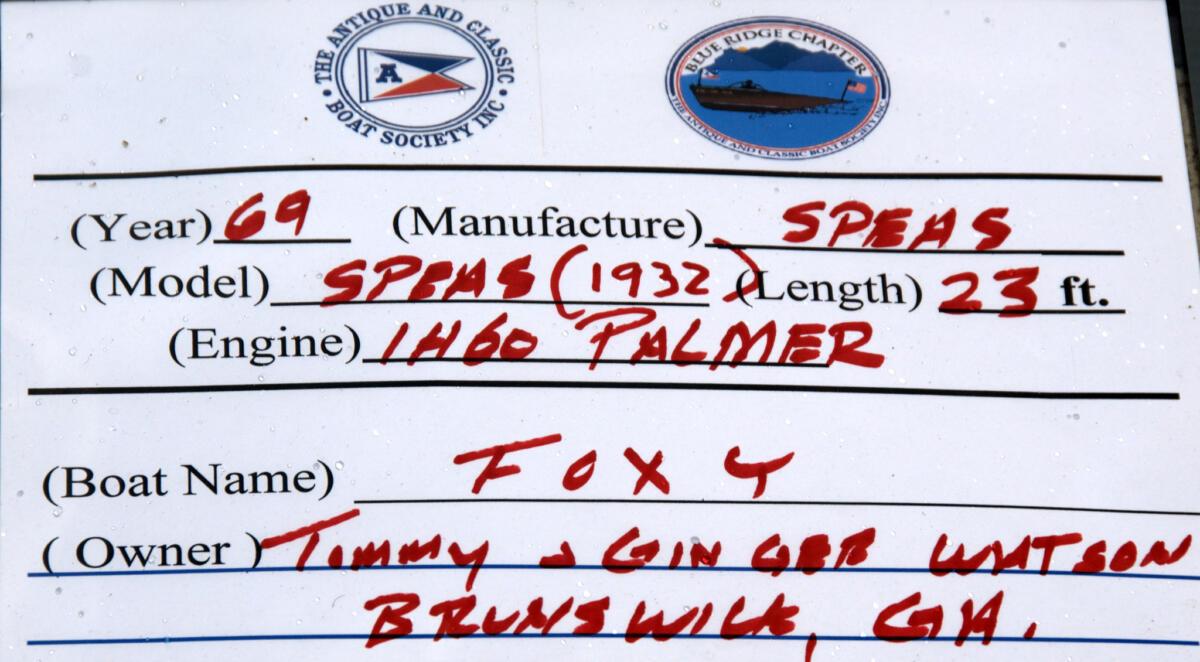 THE ANTIQUE AND CLASSIC
BOAT SOCIETY INC
A
BLUE RIDGE CHAPTER
THE ANTIQUE AND CLASSIC BOAT SOCIETY INC
(Year) 69 (Manufacture) SPEAS
(Model) SPEAS (1932) (Length) 23 ft.
(Engine) IH60 PALMER
(Boat Name) FOXY
( Owner ) TOMMY & GINGER WATSON
BRUNSWICK, GA.